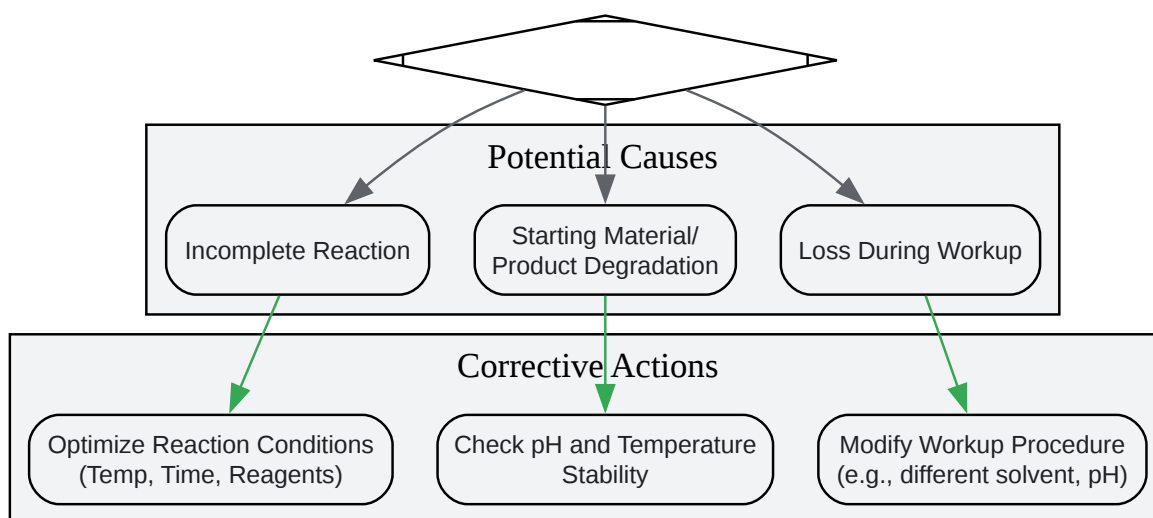 Potential Causes
Incomplete Reaction
Starting Material/
Product Degradation
Loss During Workup
Corrective Actions
Optimize Reaction Conditions
(Temp, Time, Reagents)
Check pH and Temperature
Stability
Modify Workup Procedure
(e.g., different solvent, pH)